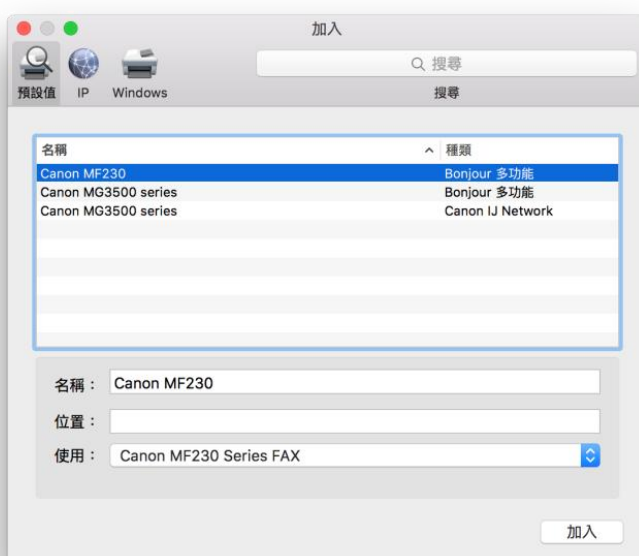 加入
搜尋
預設值 IP Windows 搜尋
名稱 種類
Canon MF230 Bonjour 多功能
Canon MG3500 series Bonjour 多功能
Canon MG3500 series Canon IJ Network
名稱： Canon MF230
位置：
使用： Canon MF230 Series FAX
加入